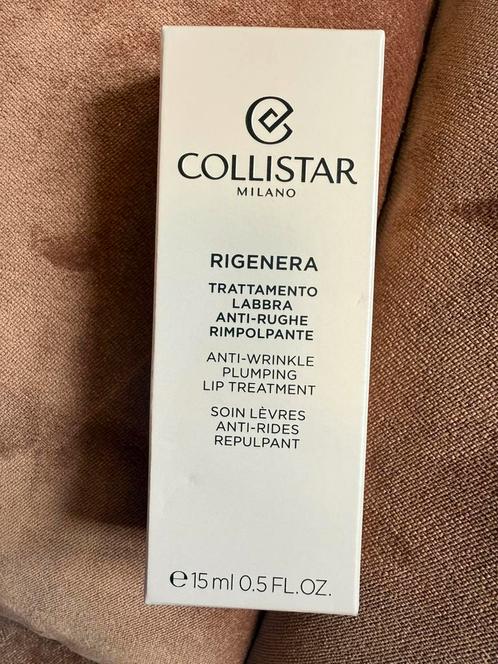 COLLISTAR
MILANO
RIGENERA
TRATTAMENTO
LABBRA
ANTI-RUGHE
RIMPOLPANTE
ANTI-WRINKLE
PLUMPING
LIP TREATMENT
SOIN LÈVRES
ANTI-RIDES
REPULPANT
℮15 ml 0.5 FL.OZ.